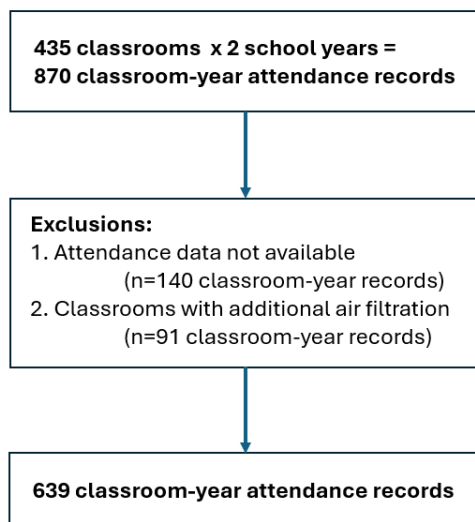 435 classrooms x 2 school years =
870 classroom-year attendance records
Exclusions:
1. Attendance data not available
(n=140 classroom-year records)
2. Classrooms with additional air filtration
(n=91 classroom-year records)
639 classroom-year attendance records